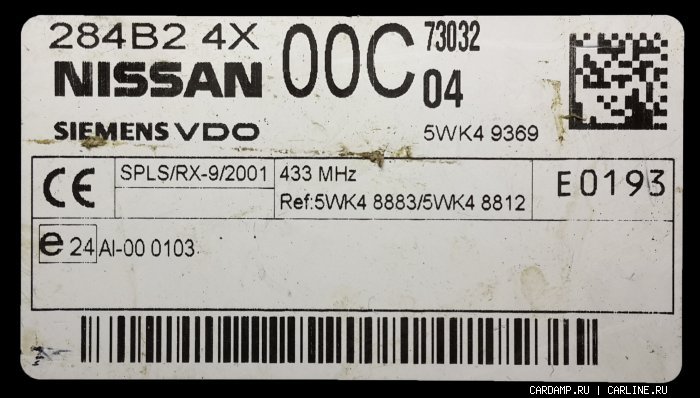 284B2 4X 00C 73032
NISSAN 04
SIEMENS VDO 5WK4 9369
CE SPLS/RX-9/2001 433 MHz E0193
Ref:5WK4 8883/5WK4 8812
e 24 AI-00 0103
CARDAMP.RU | CARLINE.RU